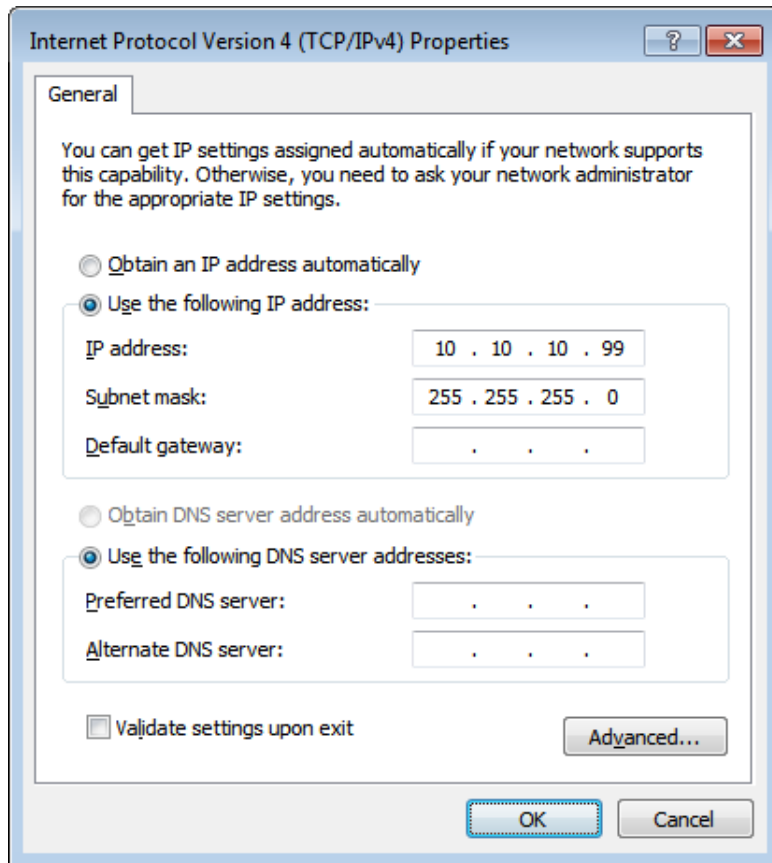 Internet Protocol Version 4 (TCP/IPv4) Properties
General
You can get IP settings assigned automatically if your network supports
this capability. Otherwise, you need to ask your network administrator
for the appropriate IP settings.
Obtain an IP address automatically
Use the following IP address:
IP address: 10 . 10 . 10 . 99
Subnet mask: 255 . 255 . 255 . 0
Default gateway: . . .
Obtain DNS server address automatically
Use the following DNS server addresses:
Preferred DNS server: . . .
Alternate DNS server: . . .
Validate settings upon exit
Advanced...
OK Cancel